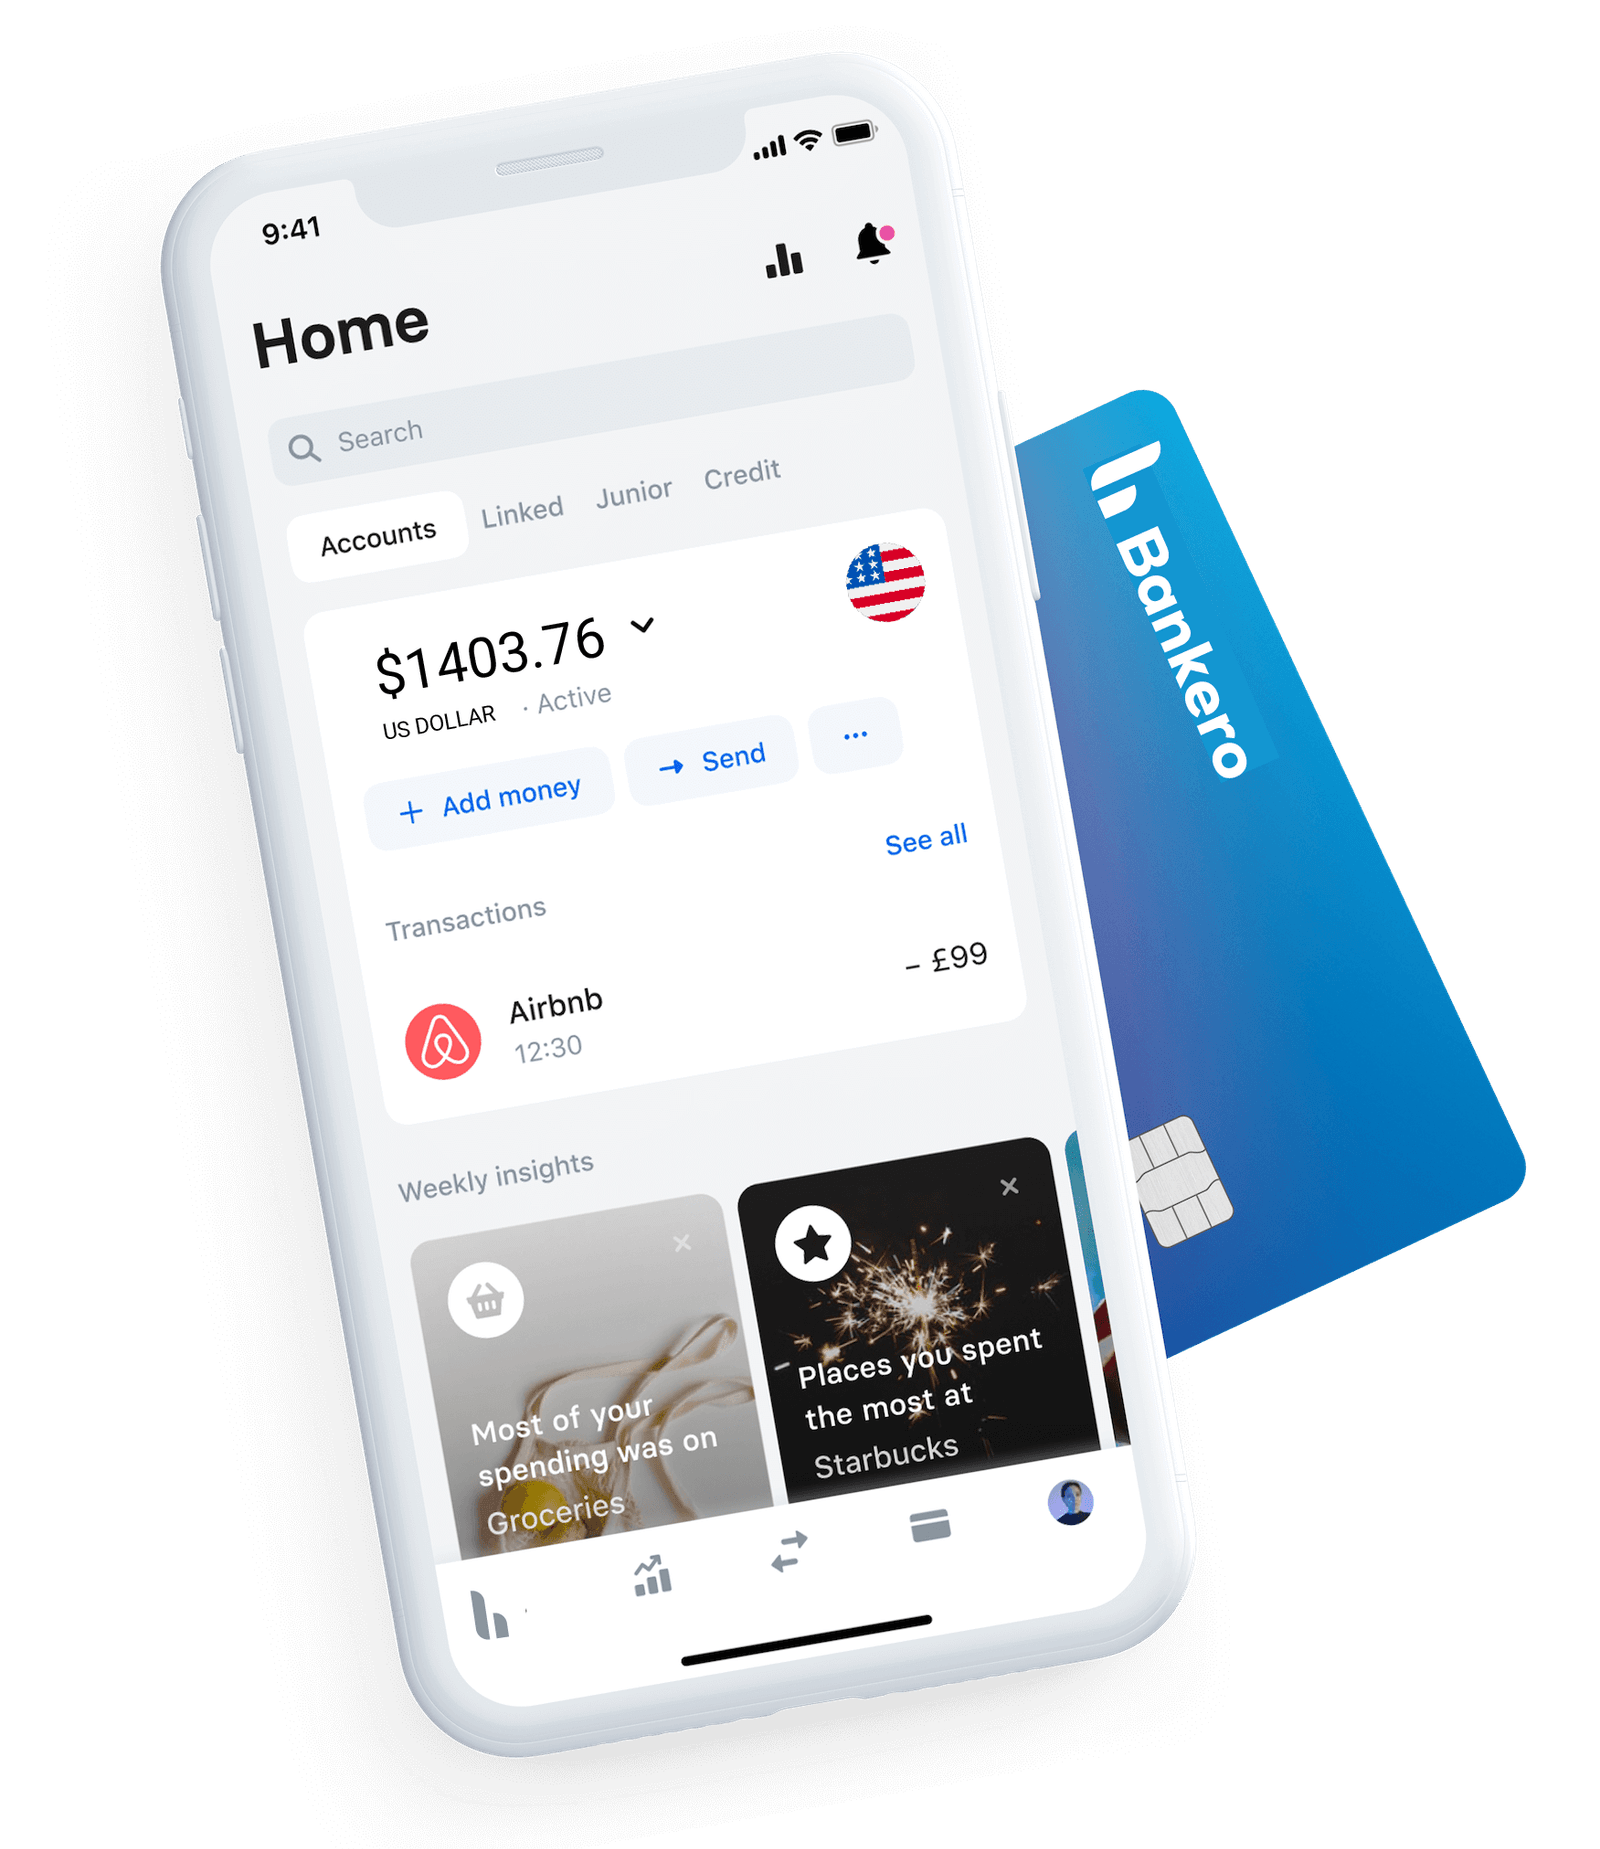 9:41
Home
Search
Accounts Linked Junior Credit
$1403.76
US DOLLAR · Active
+ Add money → Send ...
See all
Transactions
Airbnb – £99
12:30
Weekly insights
Most of your
spending was on
Groceries
Places you spent
the most at
Starbucks
Bankero